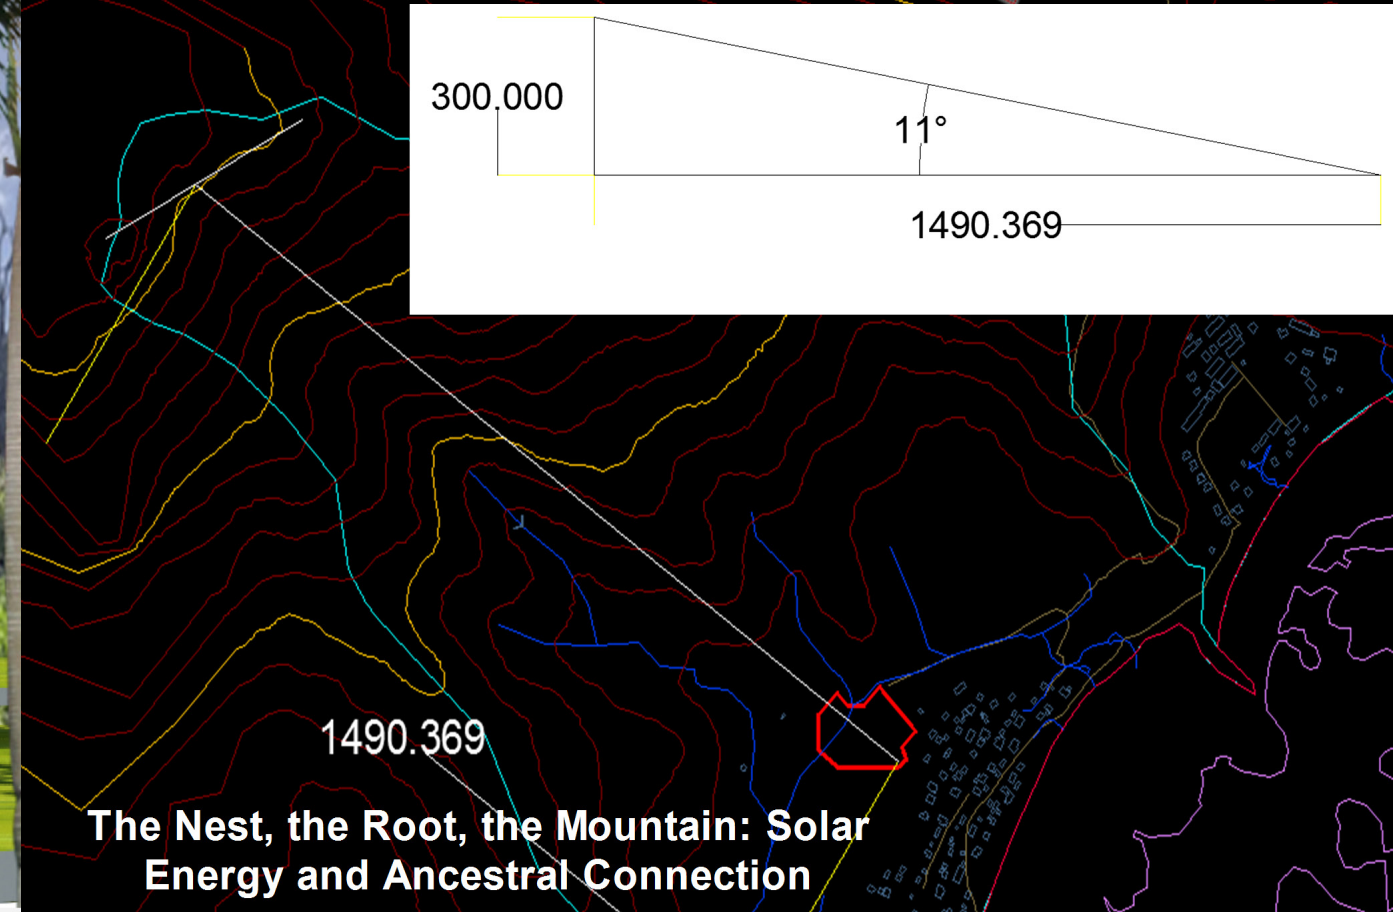 300.000
11°
1490.369
1490.369
The Nest, the Root, the Mountain: Solar
Energy and Ancestral Connection